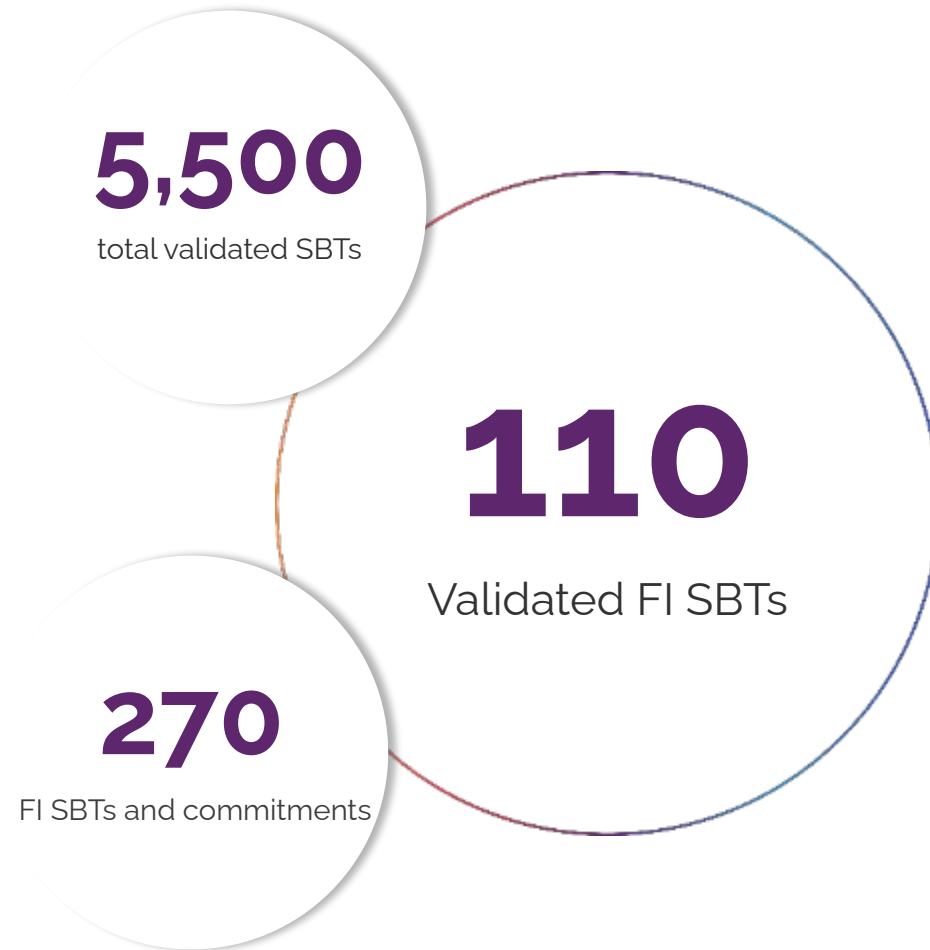 5,500
total validated SBTs
110
Validated FI SBTs
270
FI SBTs and commitments